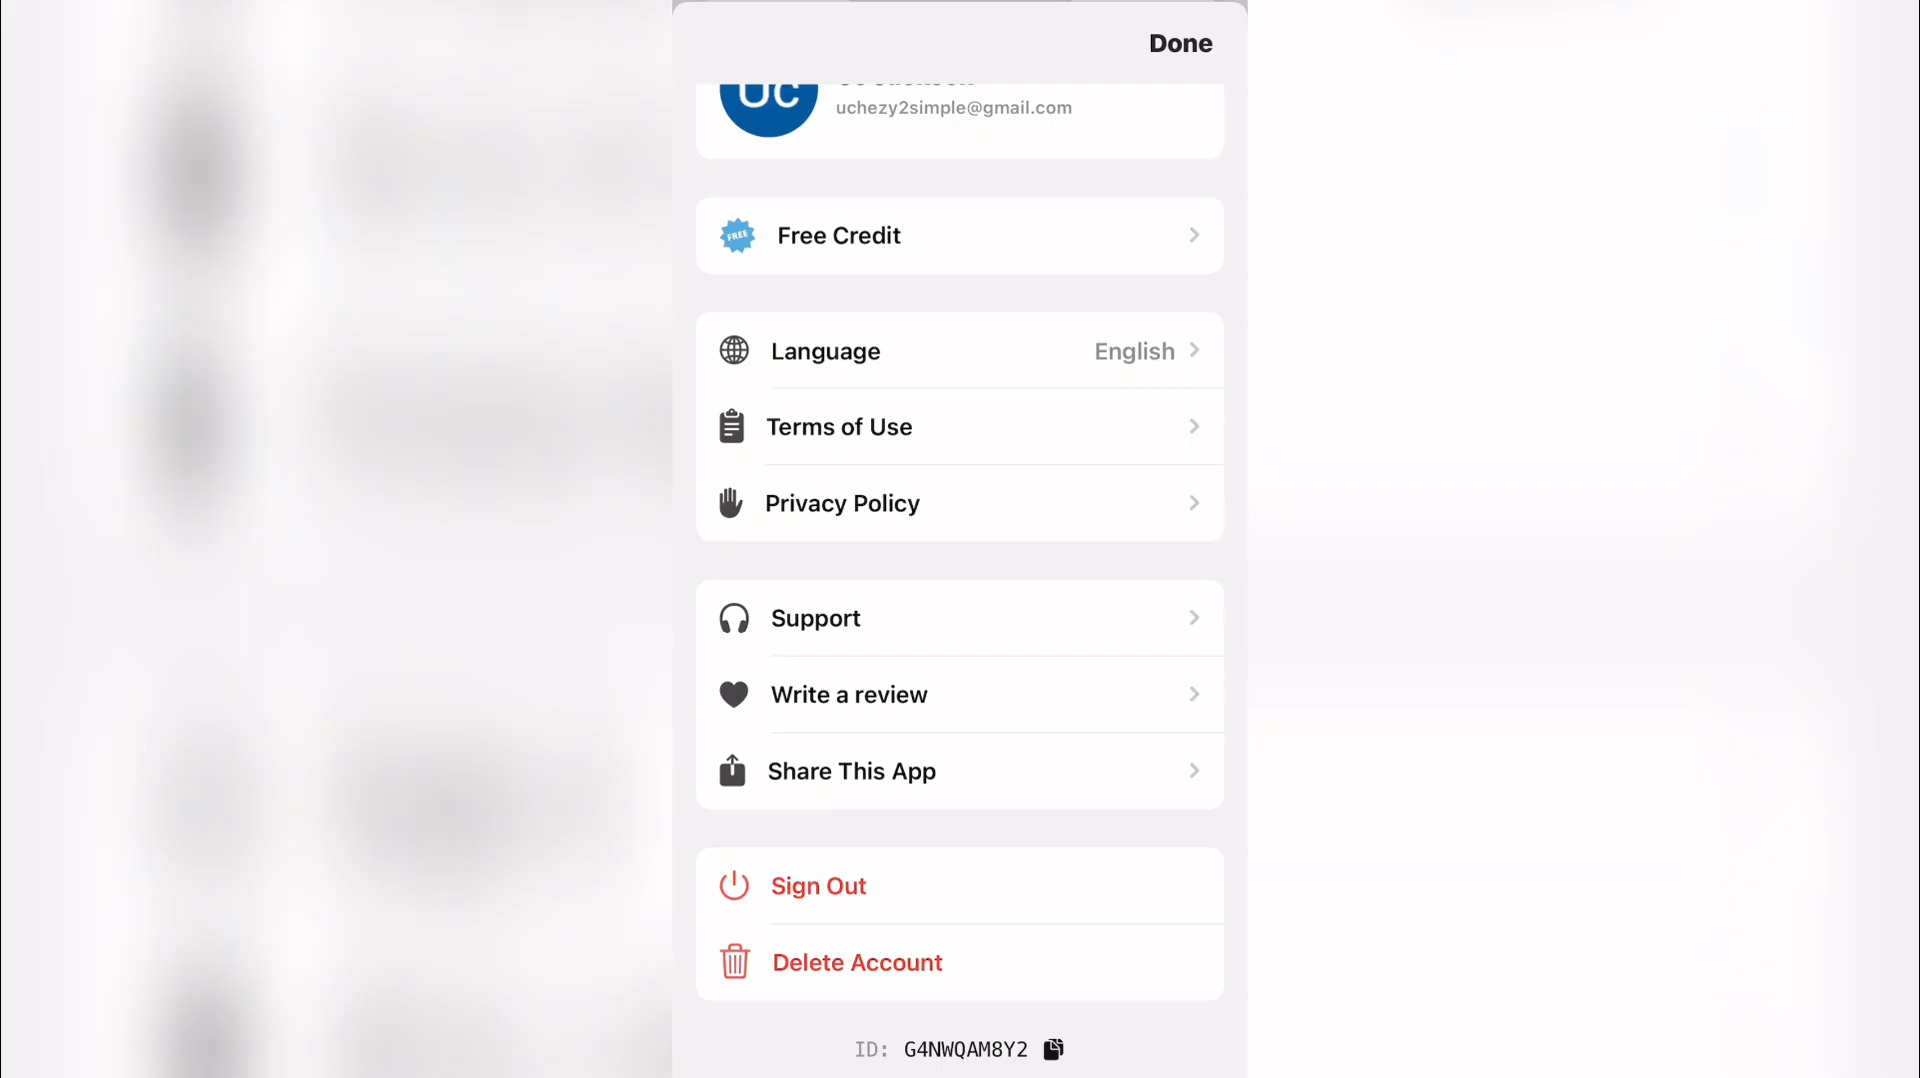 Done
UC
uchezy2simple@gmail.com
FREE
Free Credit
Language
English
Terms of Use
Privacy Policy
Support
Write a review
Share This App
Sign Out
Delete Account
ID: G4NWQAM8Y2